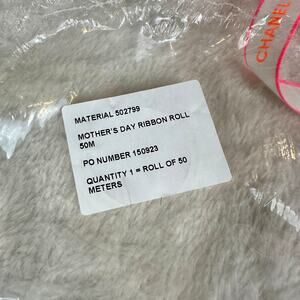 MATERIAL 502799
MOTHER'S DAY RIBBON ROLL
50M
PO NUMBER 150923
QUANTITY 1 = ROLL OF 50
METERS
CHANEL